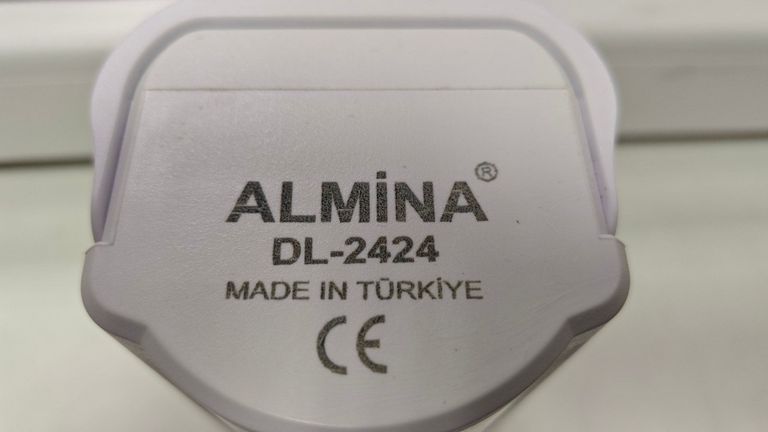 ALMİNA®
DL-2424
MADE IN TÜRKİYE
CE